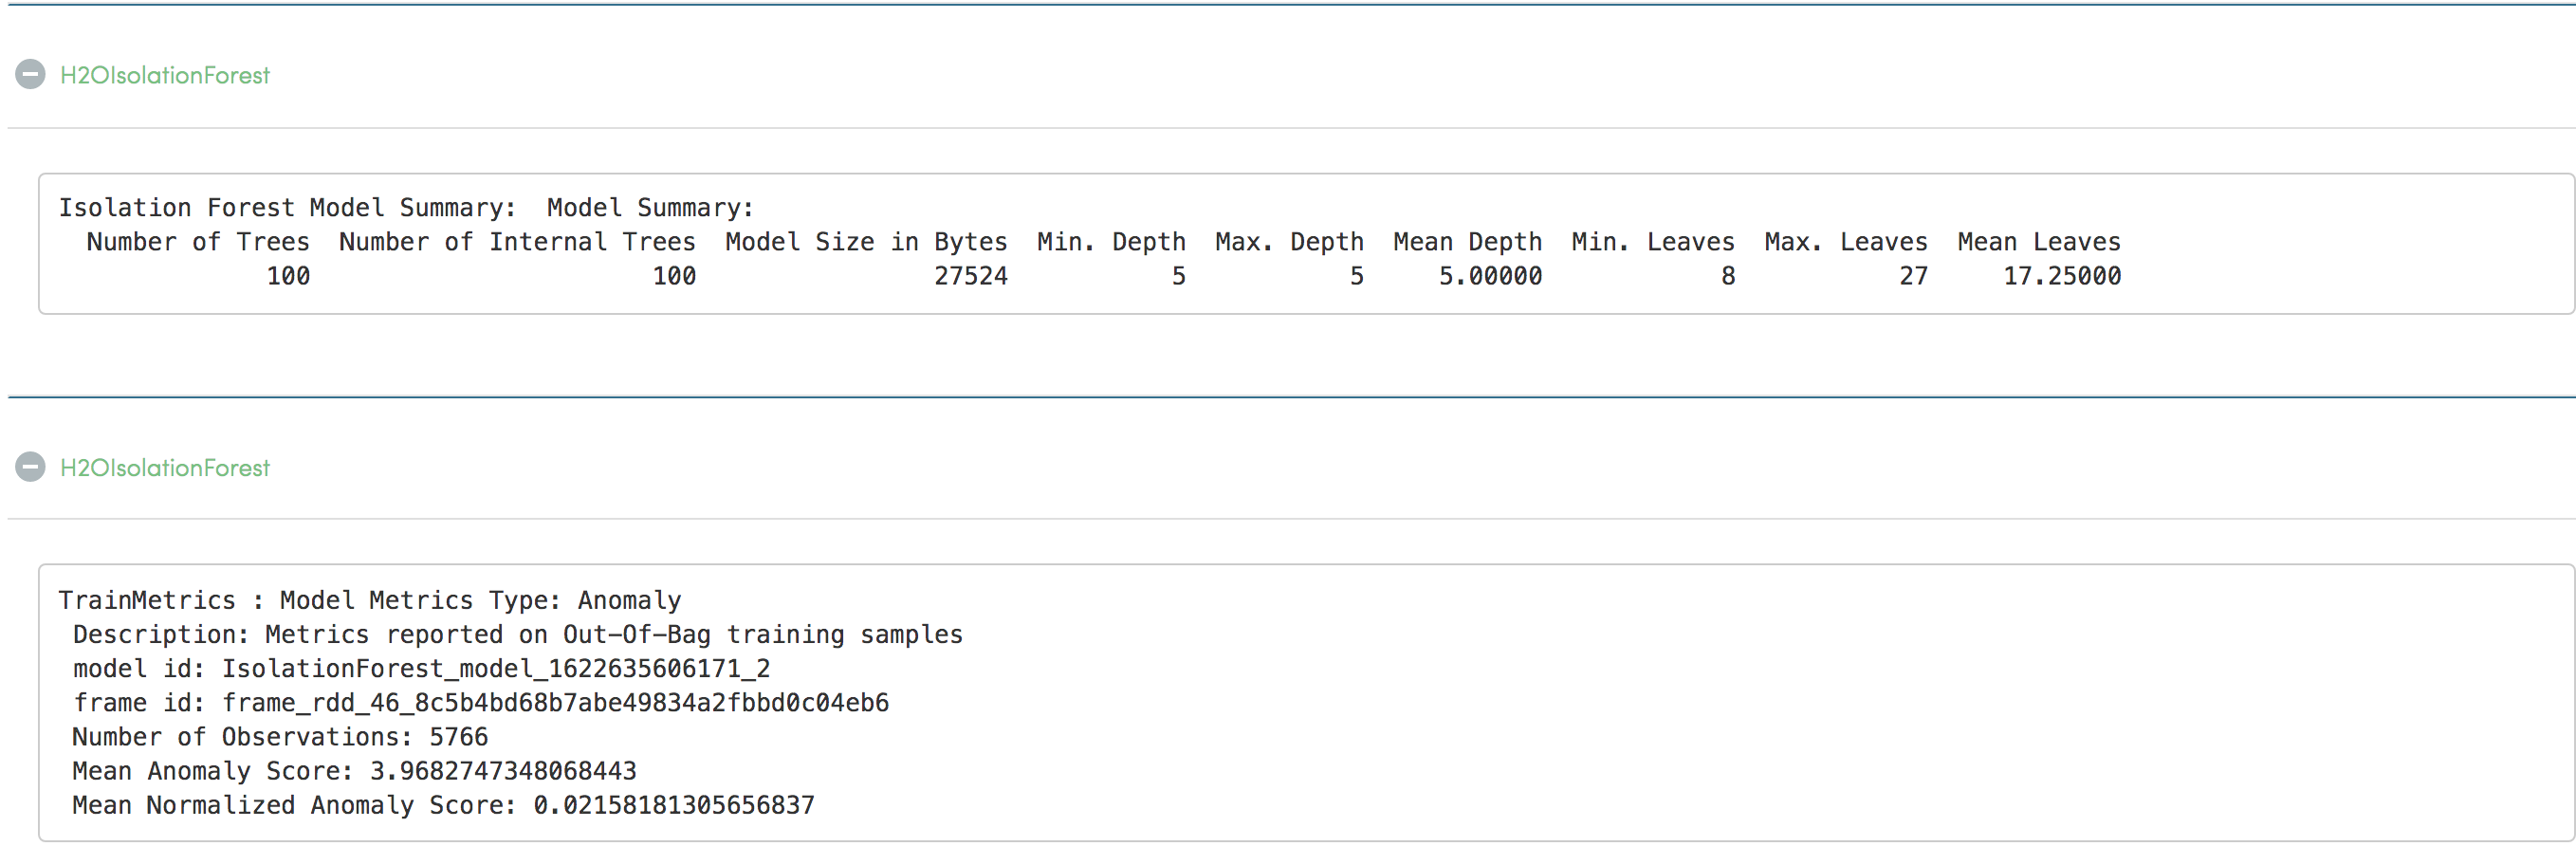 H2OIsolationForest
Isolation Forest Model Summary:  Model Summary:
Number of Trees  Number of Internal Trees  Model Size in Bytes  Min. Depth  Max. Depth  Mean Depth  Min. Leaves  Max. Leaves  Mean Leaves
100  100  27524  5  5  5.00000  8  27  17.25000
H2OIsolationForest
TrainMetrics : Model Metrics Type: Anomaly
Description: Metrics reported on Out-Of-Bag training samples
model id: IsolationForest_model_1622635606171_2
frame id: frame_rdd_46_8c5b4bd68b7abe49834a2fbbd0c04eb6
Number of Observations: 5766
Mean Anomaly Score: 3.9682747348068443
Mean Normalized Anomaly Score: 0.02158181305656837